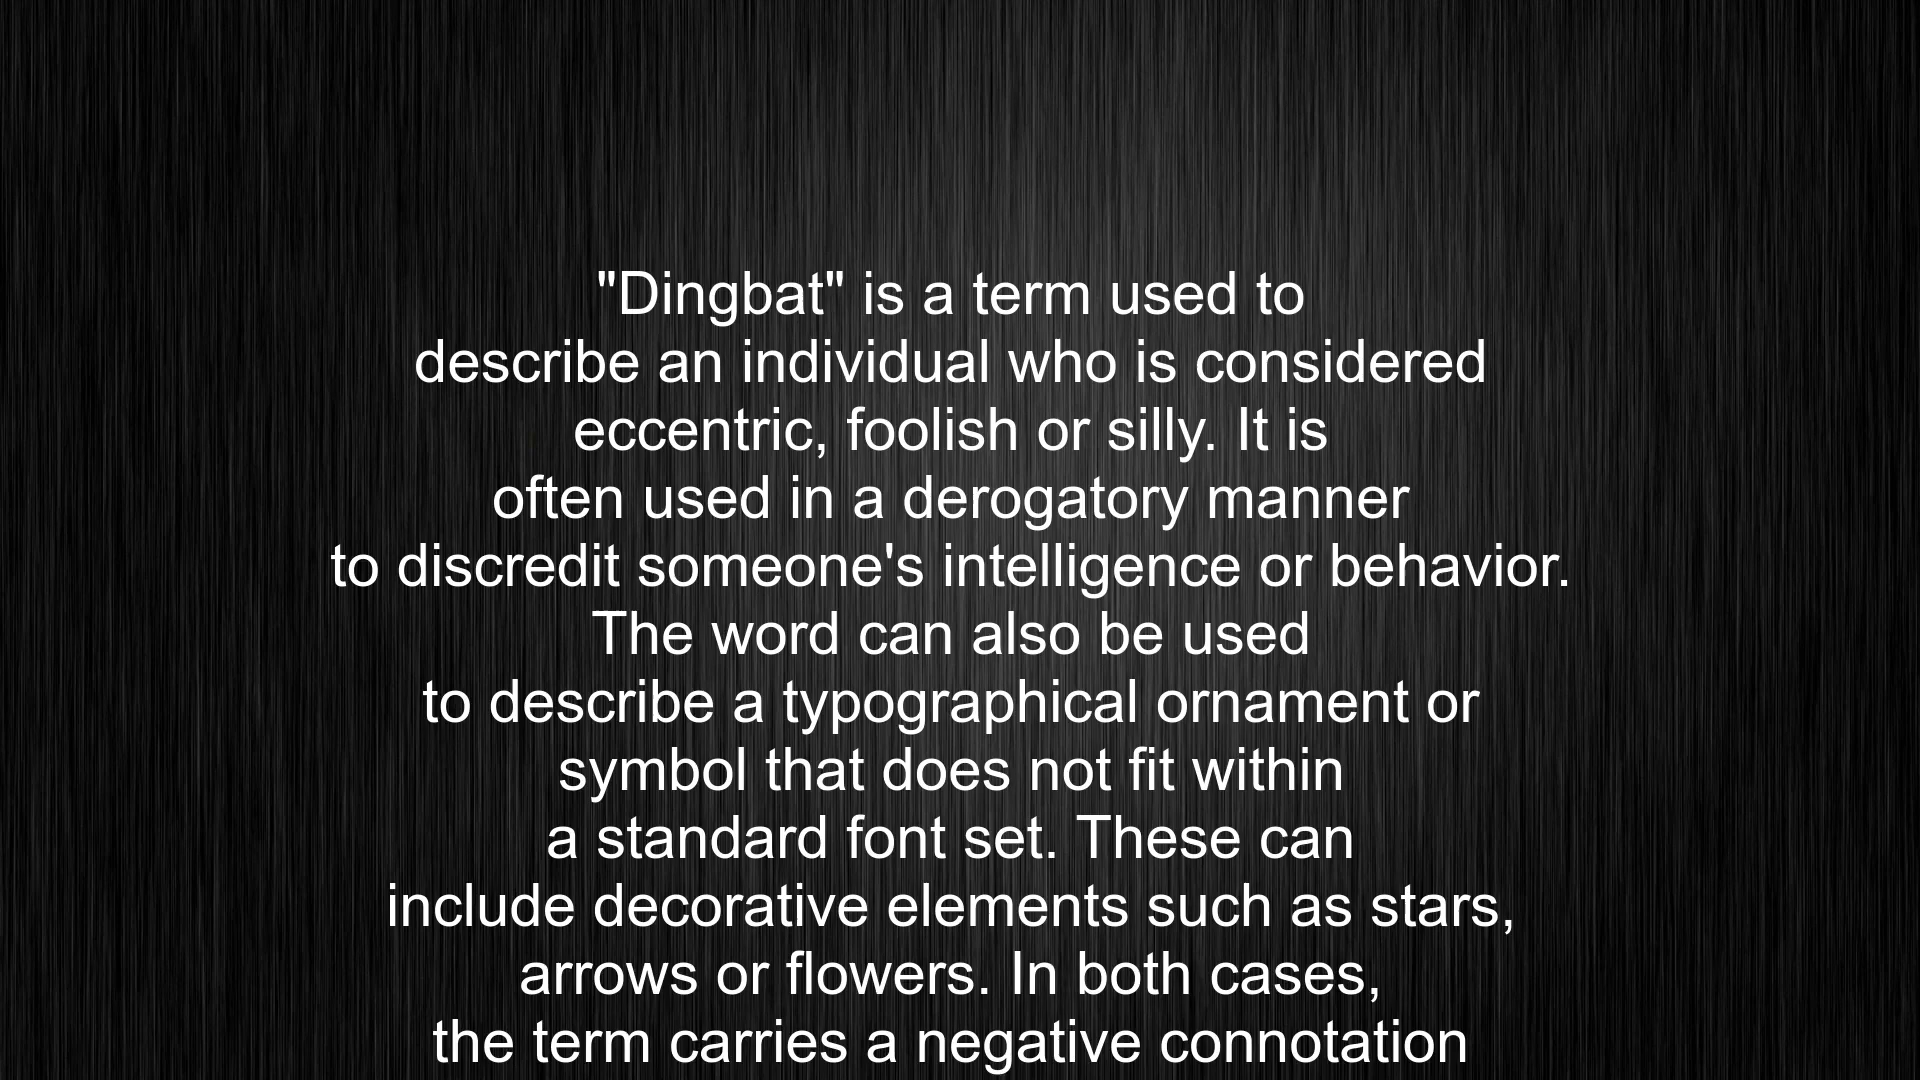 "Dingbat" is a term used to
describe an individual who is considered
eccentric, foolish or silly. It is
often used in a derogatory manner
to discredit someone's intelligence or behavior.
The word can also be used
to describe a typographical ornament or
symbol that does not fit within
a standard font set. These can
include decorative elements such as stars,
arrows or flowers. In both cases,
the term carries a negative connotation